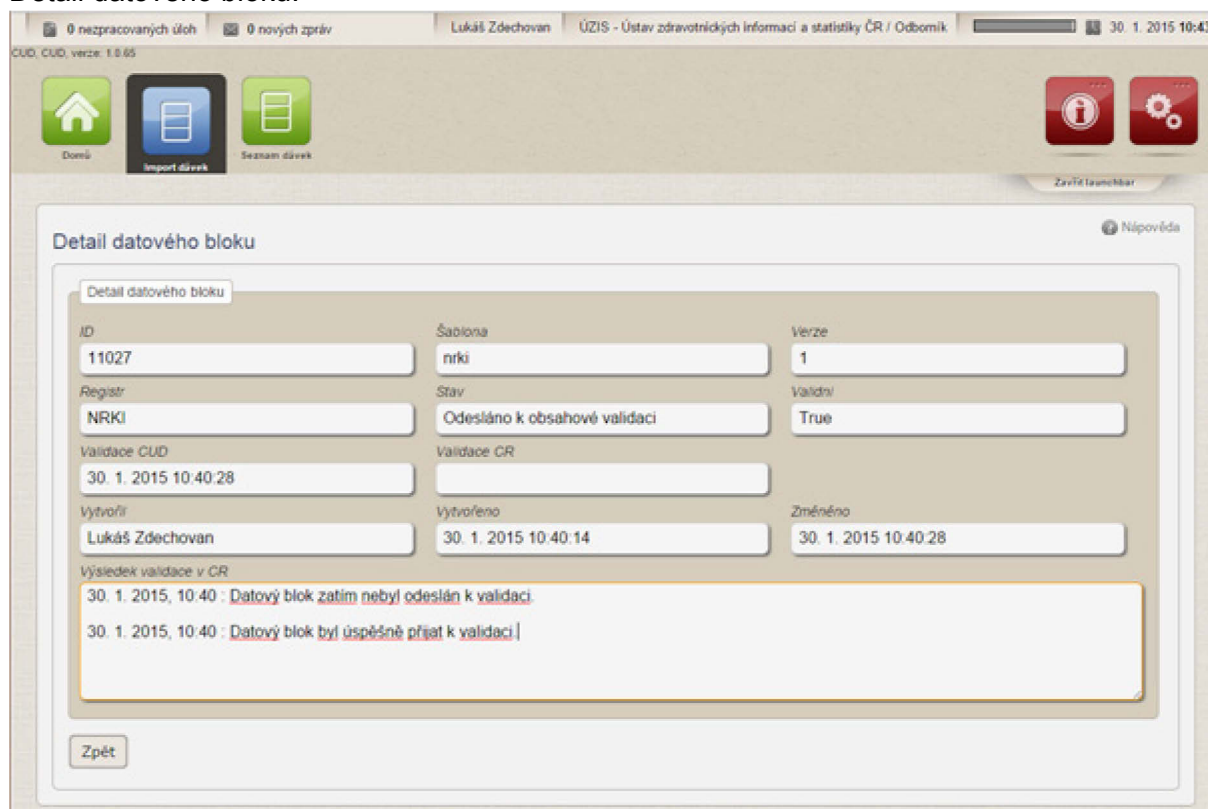 Detail datového bloku.
0 nezpracovaných úloh 0 nových zpráv Lukáš Zdechovan ÚZIS - Ústav zdravotnických informací a statistiky ČR / Odborník 30. 1. 2015 10:43
CUD, CUD, verze: 1.0.65
Domů Import dávek Seznam dávek
Zavřít launchbar
Detail datového bloku Nápověda
Detail datového bloku
ID Šablona Verze
11027 nrki 1
Registr Stav Validní
NRKI Odesláno k obsahové validaci True
Validace CUD Validace CR
30. 1. 2015 10:40:28
Vytvořil Vytvořeno Změněno
Lukáš Zdechovan 30. 1. 2015 10:40:14 30. 1. 2015 10:40:28
Výsledek validace v CR
30. 1. 2015, 10:40 : Datový blok zatím nebyl odeslán k validaci.
30. 1. 2015, 10:40 : Datový blok byl úspěšně přijat k validaci.
Zpět